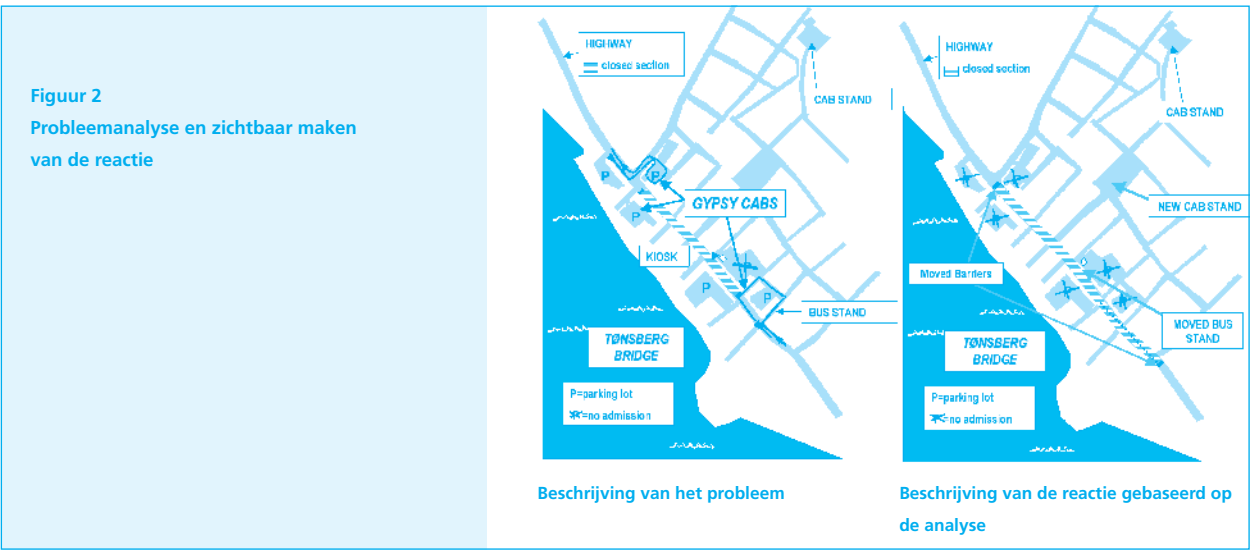 Figuur 2
Probleemanalyse en zichtbaar maken
van de reactie
HIGHWAY
closed section
CAB STAND
P
P
GYPSY CABS
P
KIOSK
P
P
P
BUS STAND
TØNSBERG
BRIDGE
P=parking lot
=no admission
Beschrijving van het probleem
HIGHWAY
closed section
CAB STAND
NEW CAB STAND
Moved Barriers
MOVED BUS
STAND
TØNSBERG
BRIDGE
P=parking lot
=no admission
Beschrijving van de reactie gebaseerd op
de analyse